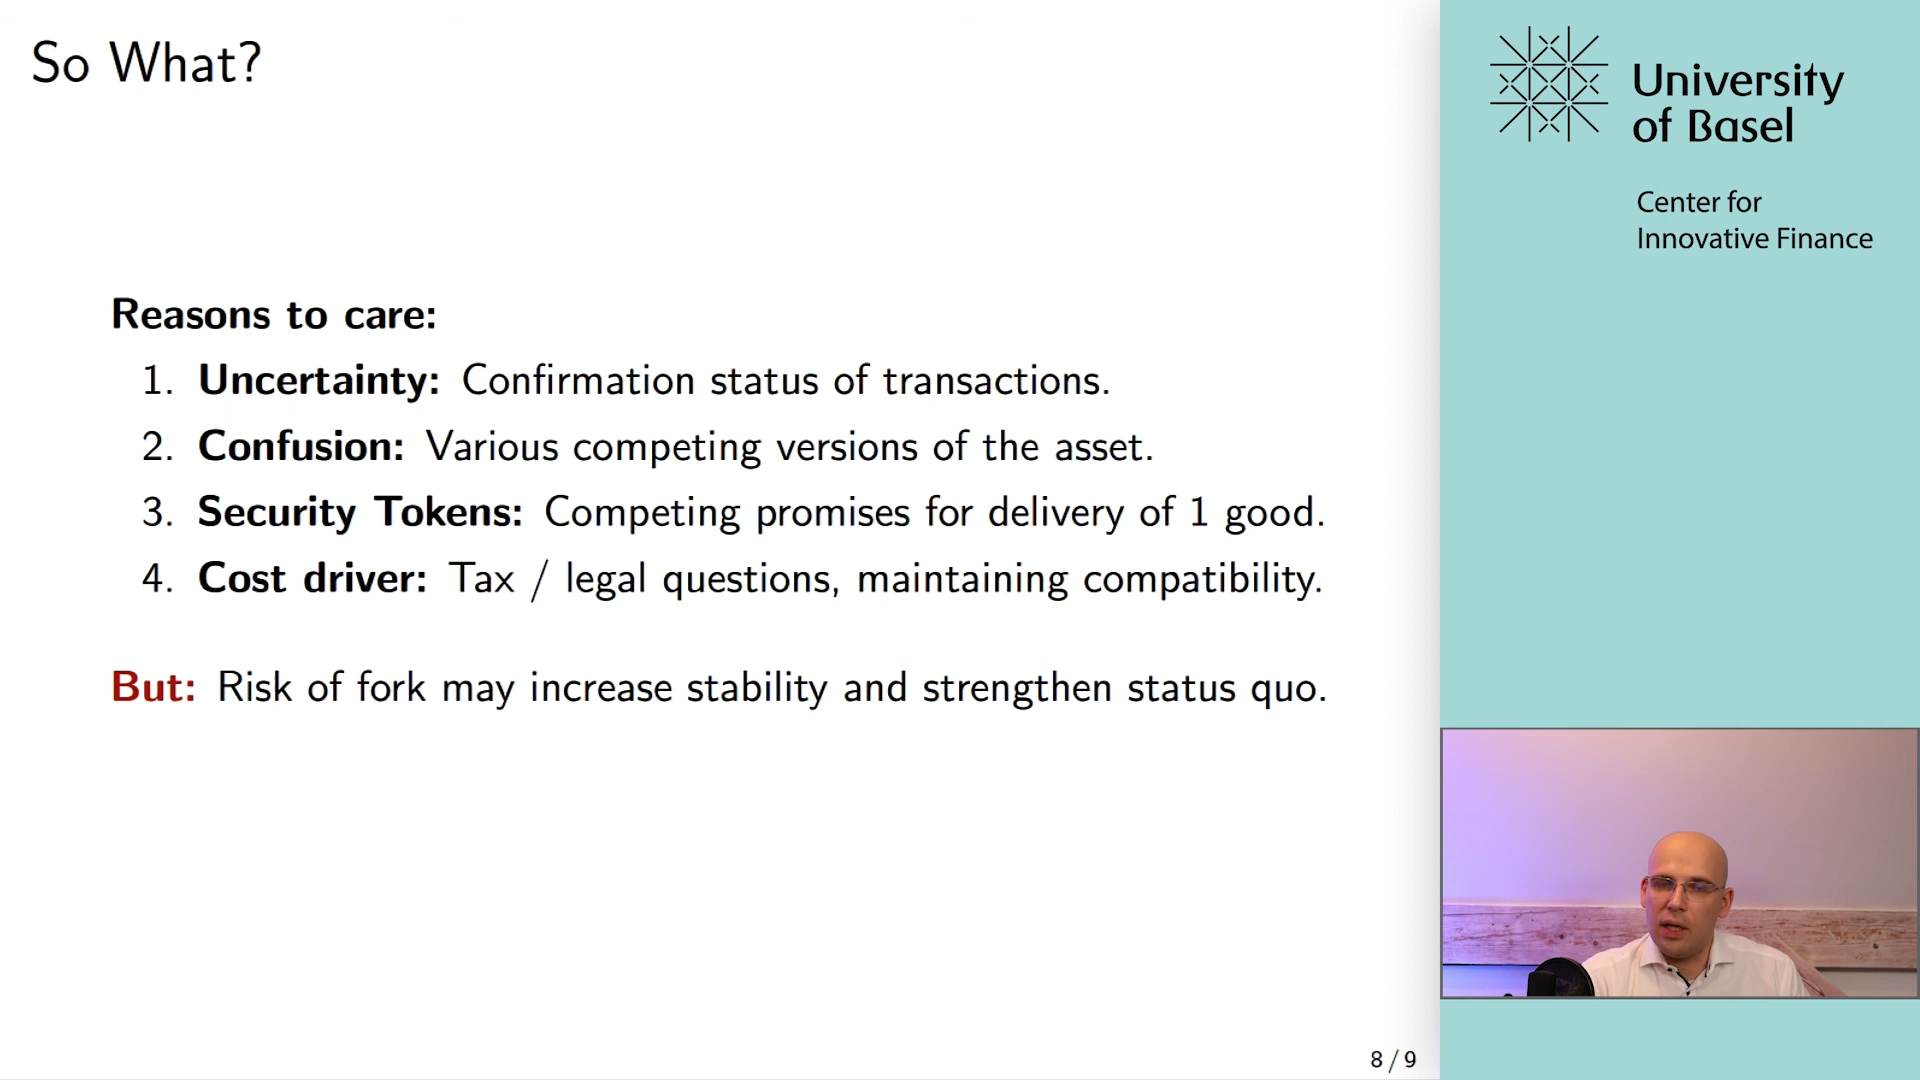 So What?
Reasons to care:
1. Uncertainty: Confirmation status of transactions.
2. Confusion: Various competing versions of the asset.
3. Security Tokens: Competing promises for delivery of 1 good.
4. Cost driver: Tax / legal questions, maintaining compatibility.
But: Risk of fork may increase stability and strengthen status quo.
8 / 9
University
of Basel
Center for
Innovative Finance